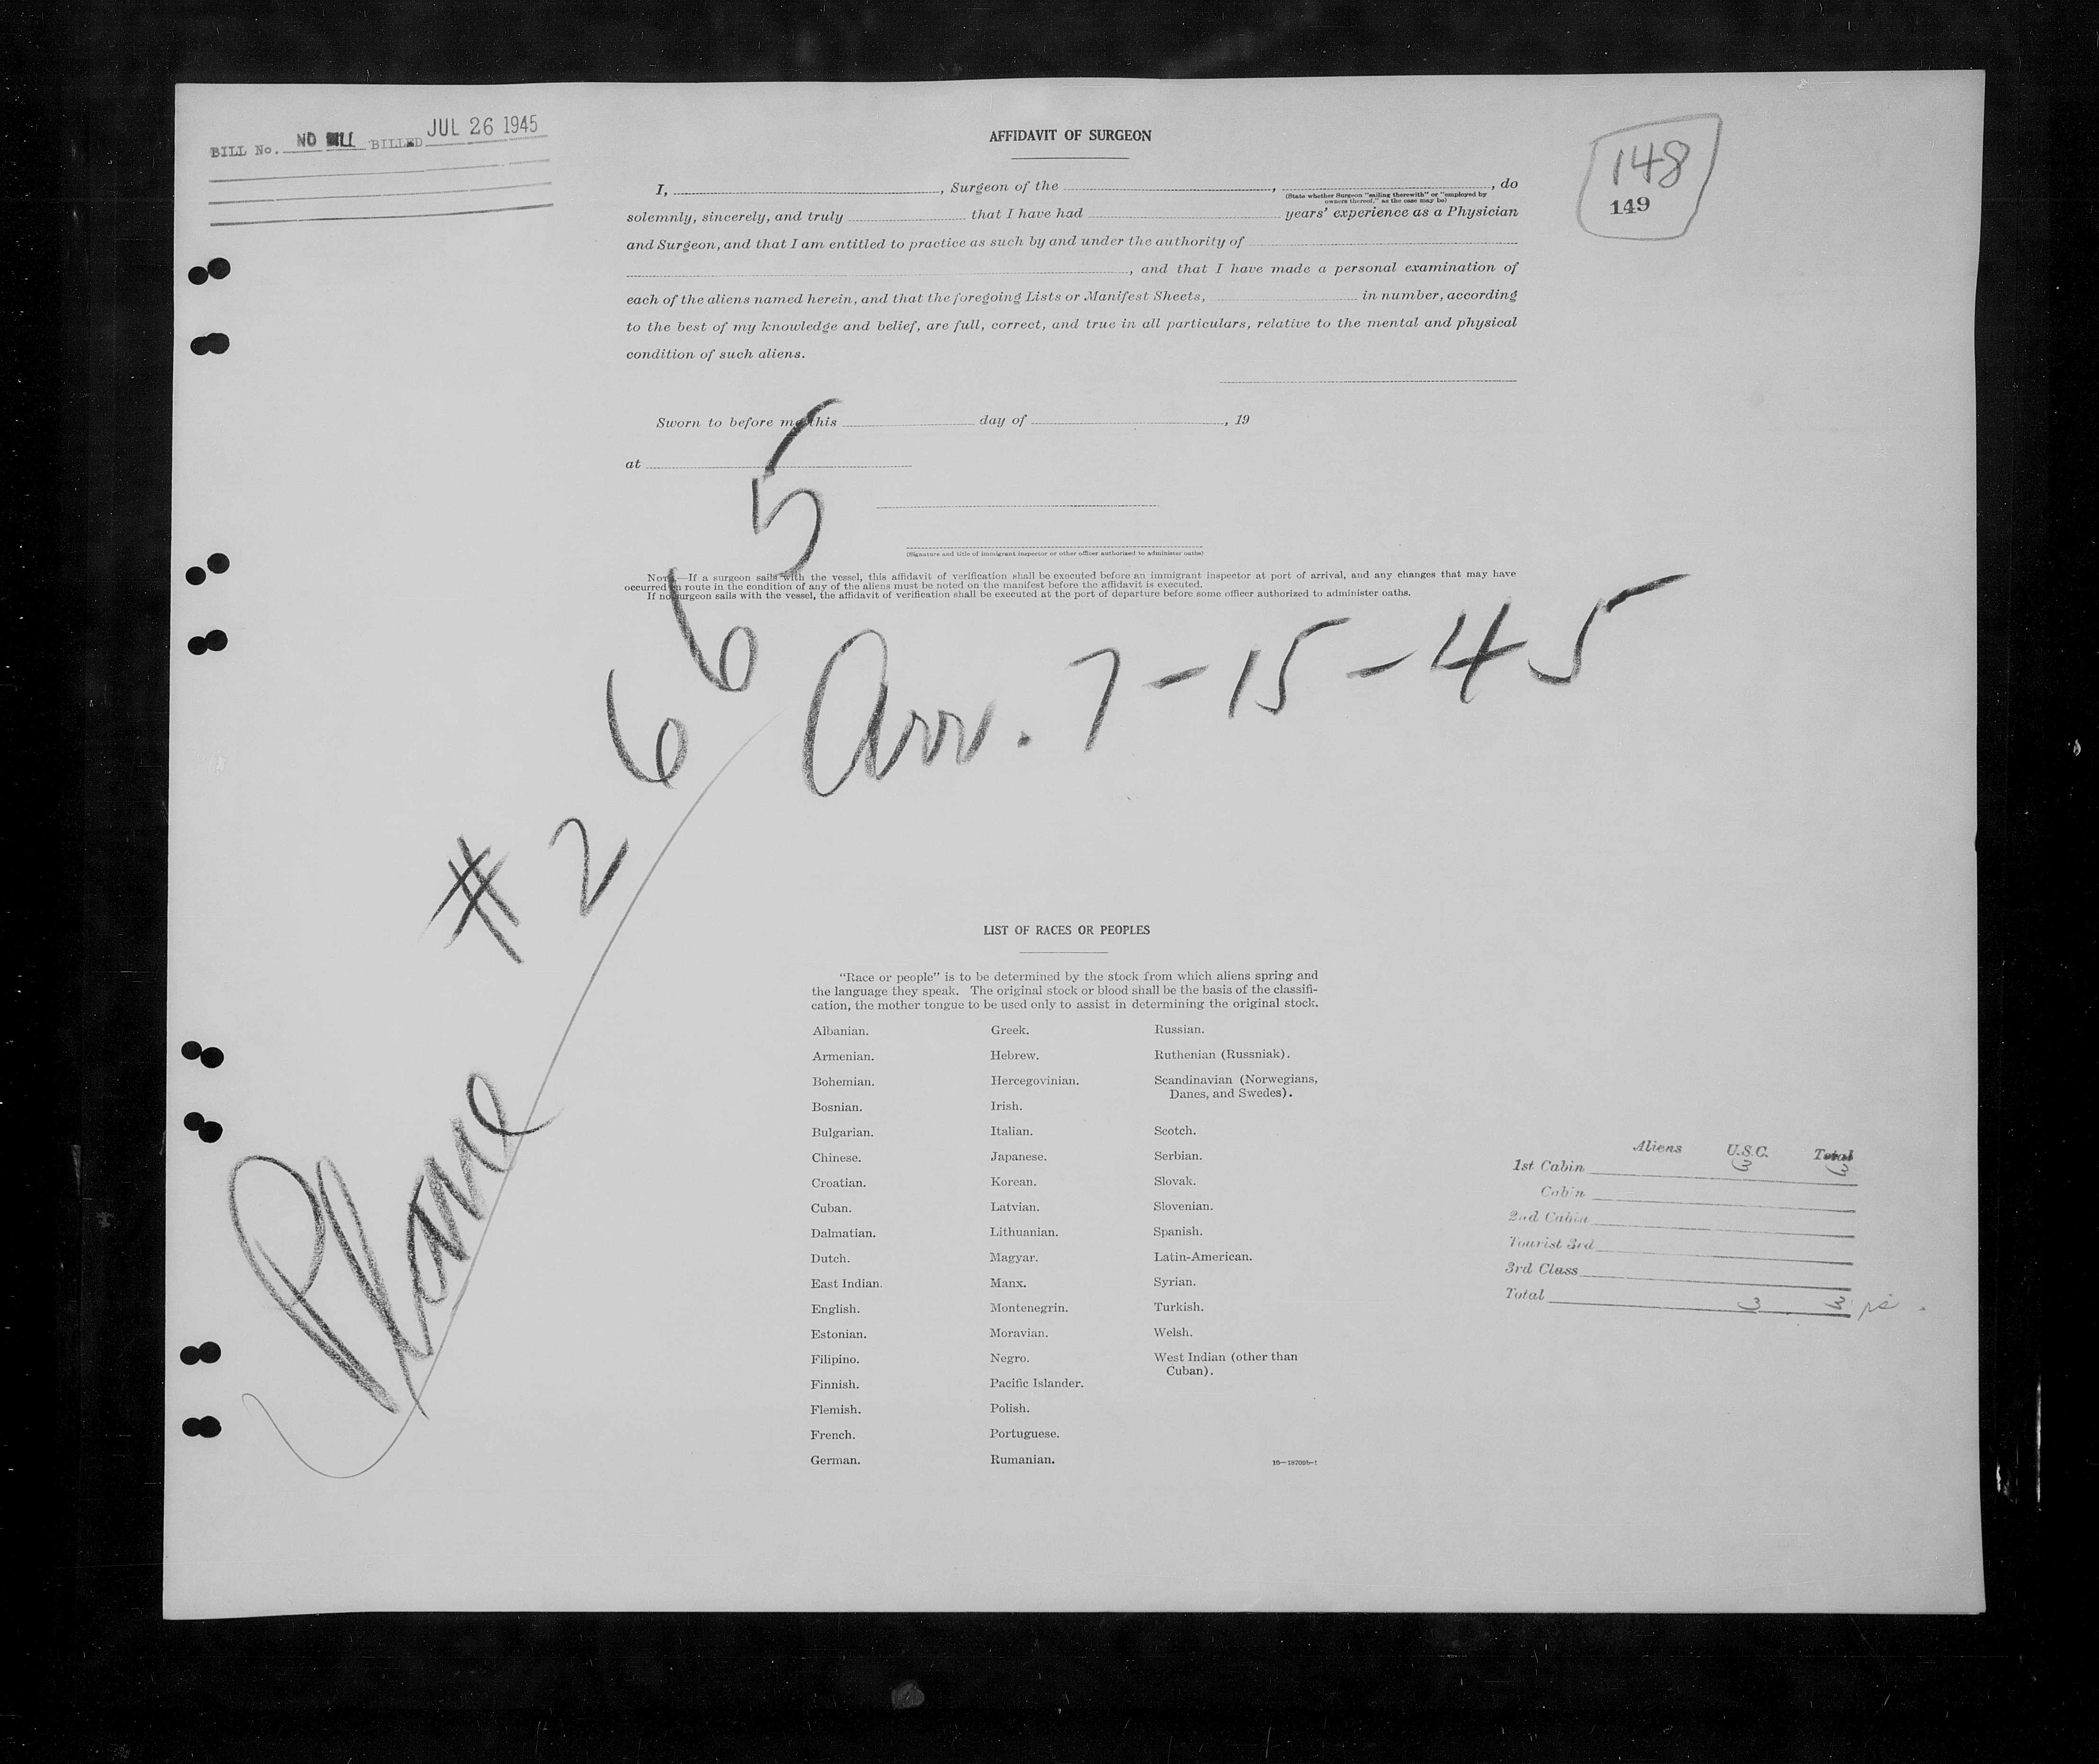 BILL No. NO BILL BILLED JUL 26 1945
148
149
AFFIDAVIT OF SURGEON
I, , Surgeon of the , , do
(State whether Surgeon "sailing therewith" or "employed by
owners thereof," as the case may be)
solemnly, sincerely, and truly that I have had years' experience as a Physician
and Surgeon, and that I am entitled to practice as such by and under the authority of
, and that I have made a personal examination of
each of the aliens named herein, and that the foregoing Lists or Manifest Sheets, in number, according
to the best of my knowledge and belief, are full, correct, and true in all particulars, relative to the mental and physical
condition of such aliens.
Sworn to before me this day of , 19
at
(Signature and title of immigrant inspector or other officer authorized to administer oaths)
NOTE.—If a surgeon sails with the vessel, this affidavit of verification shall be executed before an immigrant inspector at port of arrival, and any changes that may have
occurred en route in the condition of any of the aliens must be noted on the manifest before the affidavit is executed.
If no surgeon sails with the vessel, the affidavit of verification shall be executed at the port of departure before some officer authorized to administer oaths.
Plane #2665
Arr. 7-15-45
LIST OF RACES OR PEOPLES
"Race or people" is to be determined by the stock from which aliens spring and
the language they speak. The original stock or blood shall be the basis of the classifi-
cation, the mother tongue to be used only to assist in determining the original stock.
Albanian.
Armenian.
Bohemian.
Bosnian.
Bulgarian.
Chinese.
Croatian.
Cuban.
Dalmatian.
Dutch.
East Indian.
English.
Estonian.
Filipino.
Finnish.
Flemish.
French.
German.
Greek.
Hebrew.
Hercegovinian.
Irish.
Italian.
Japanese.
Korean.
Latvian.
Lithuanian.
Magyar.
Manx.
Montenegrin.
Moravian.
Negro.
Pacific Islander.
Polish.
Portuguese.
Rumanian.
Russian.
Ruthenian (Russniak).
Scandinavian (Norwegians,
Danes, and Swedes).
Scotch.
Serbian.
Slovak.
Slovenian.
Spanish.
Latin-American.
Syrian.
Turkish.
Welsh.
West Indian (other than
Cuban).
Aliens U.S.C. Total
1st Cabin 3 3
Cabin
2nd Cabin
Tourist 3rd
3rd Class
Total 3 3